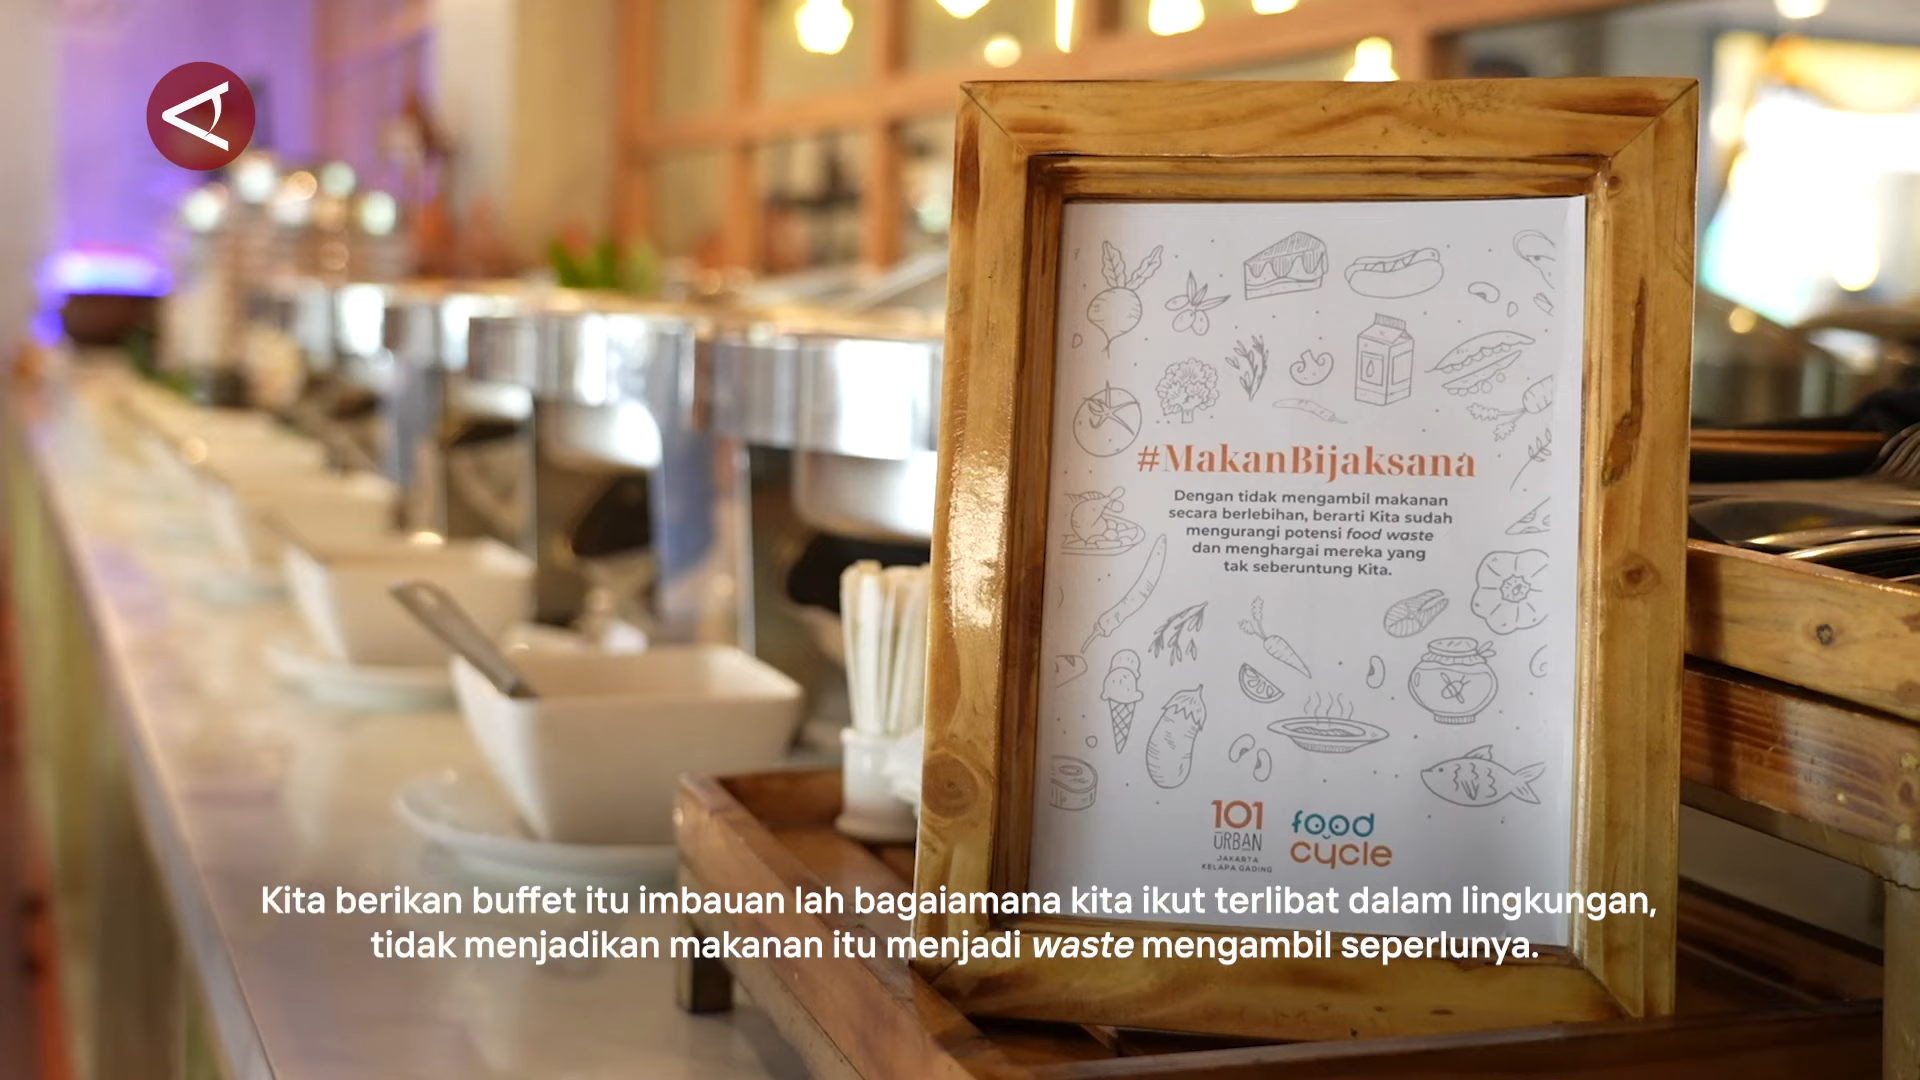 #MakanBijaksana
Dengan tidak mengambil makanan
secara berlebihan, berarti Kita sudah
mengurangi potensi food waste
dan menghargai mereka yang
tak seberuntung Kita.
101
URBAN
JAKARTA
KELAPA GADING
food
cycle
Kita berikan buffet itu imbauan lah bagaiamana kita ikut terlibat dalam lingkungan,
tidak menjadikan makanan itu menjadi waste mengambil seperlunya.